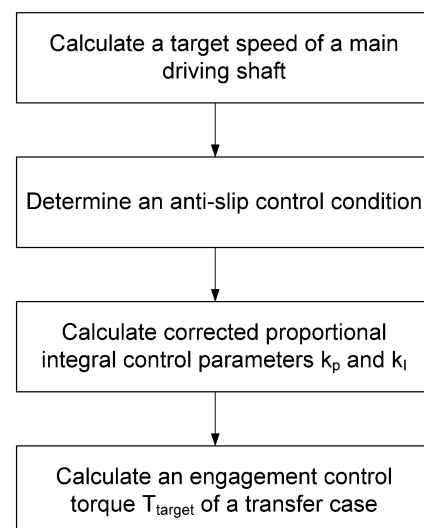 Calculate a target speed of a main
driving shaft
Determine an anti-slip control condition
Calculate corrected proportional
integral control parameters kp and kI
Calculate an engagement control
torque Ttarget of a transfer case